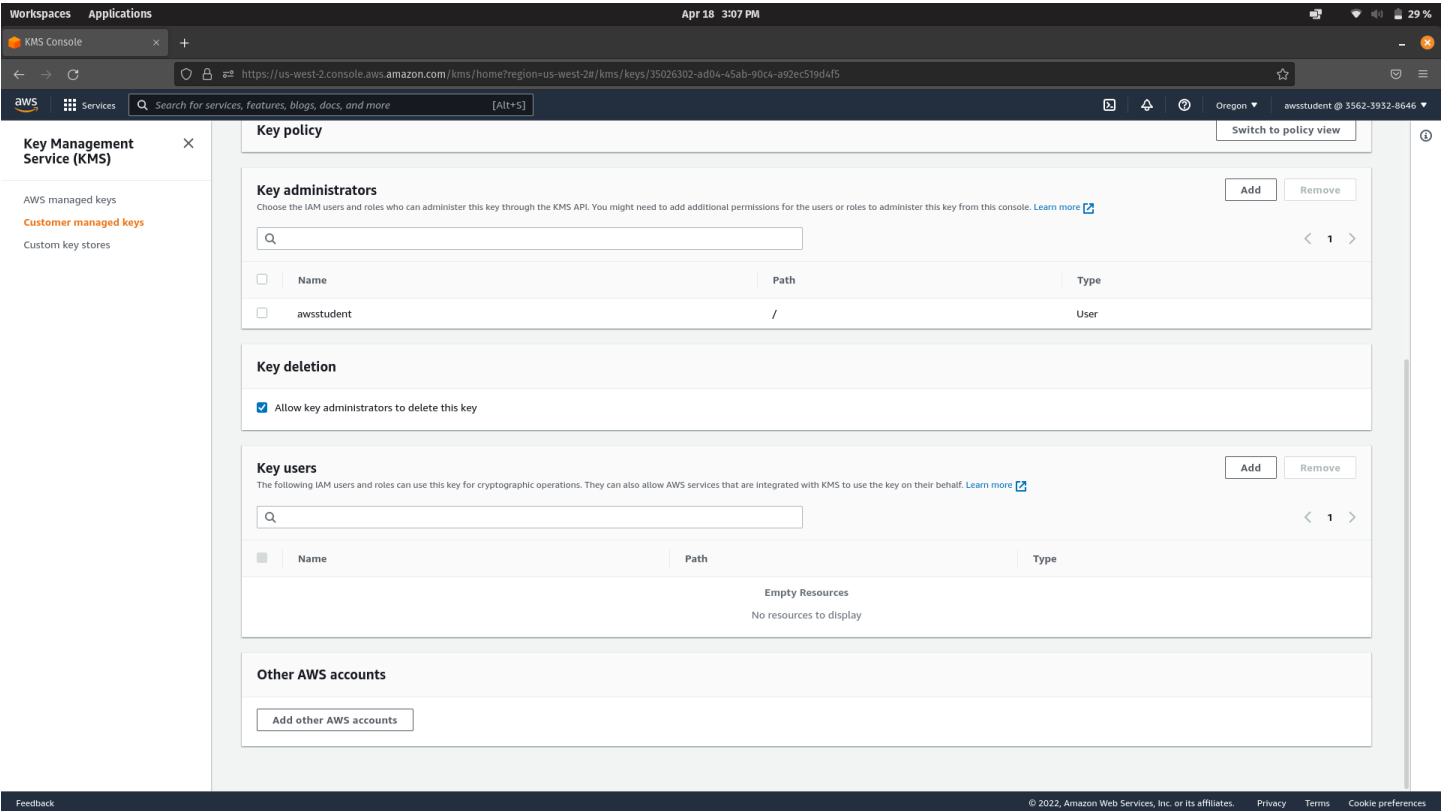 Workspaces Applications Apr 18 3:07 PM 29 %
KMS Console
https://us-west-2.console.aws.amazon.com/kms/home?region=us-west-2#/kms/keys/35026302-ad04-45ab-90c4-a92ec519d4f5
aws Services Search for services, features, blogs, docs, and more [Alt+S] Oregon awsstudent @ 3562-3932-8646
Key Management
Service (KMS)
AWS managed keys
Customer managed keys
Custom key stores
Key policy Switch to policy view
Key administrators Add Remove
Choose the IAM users and roles who can administer this key through the KMS API. You might need to add additional permissions for the users or roles to administer this key from this console. Learn more
1
Name Path Type
awsstudent / User
Key deletion
Allow key administrators to delete this key
Key users Add Remove
The following IAM users and roles can use this key for cryptographic operations. They can also allow AWS services that are integrated with KMS to use the key on their behalf. Learn more
1
Name Path Type
Empty Resources
No resources to display
Other AWS accounts
Add other AWS accounts
Feedback © 2022, Amazon Web Services, Inc. or its affiliates. Privacy Terms Cookie preferences